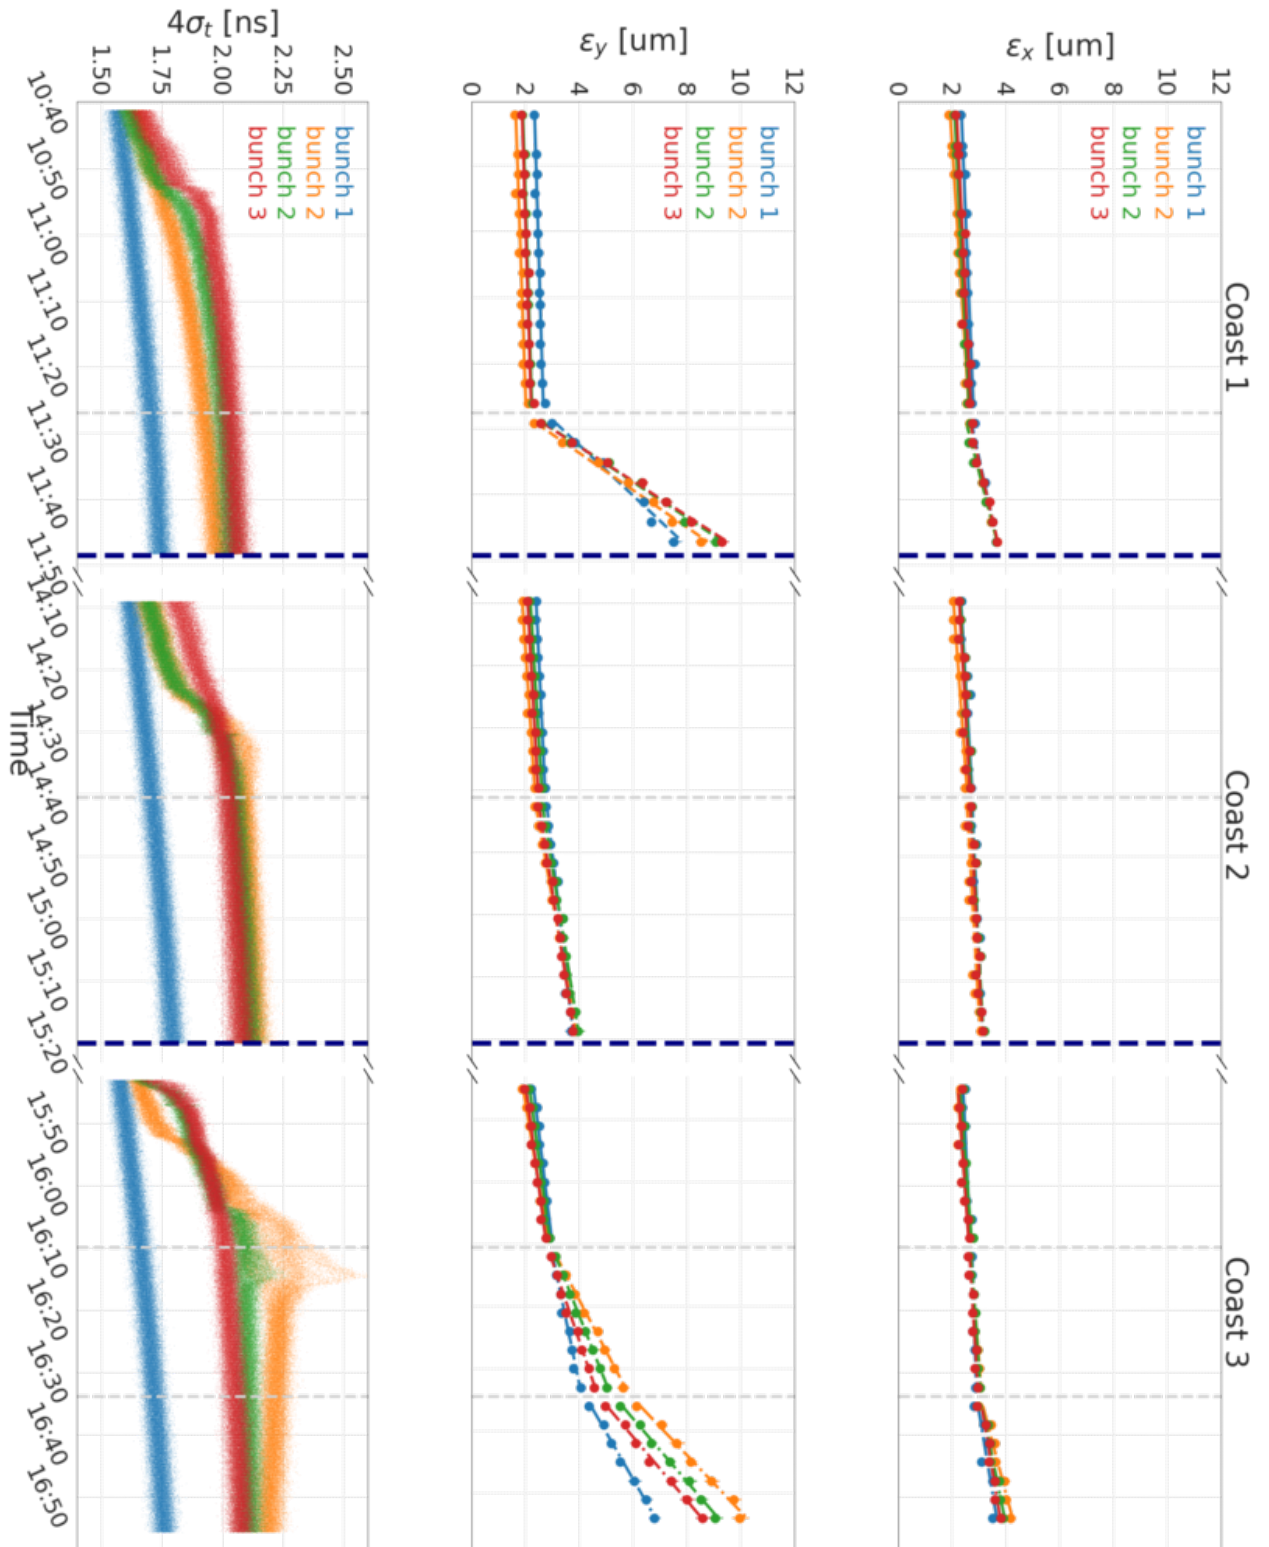 Coast 1
Coast 2
Coast 3
εx [um]
12
10
8
6
4
2
0
bunch 1
bunch 2
bunch 2
bunch 3
εy [um]
12
10
8
6
4
2
0
bunch 1
bunch 2
bunch 2
bunch 3
4σt [ns]
2.50
2.25
2.00
1.75
1.50
bunch 1
bunch 2
bunch 2
bunch 3
10:40
10:50
11:00
11:10
11:20
11:30
11:40
11:50
14:10
14:20
14:30
14:40
14:50
15:00
15:10
15:20
15:50
16:00
16:10
16:20
16:30
16:40
16:50
Time